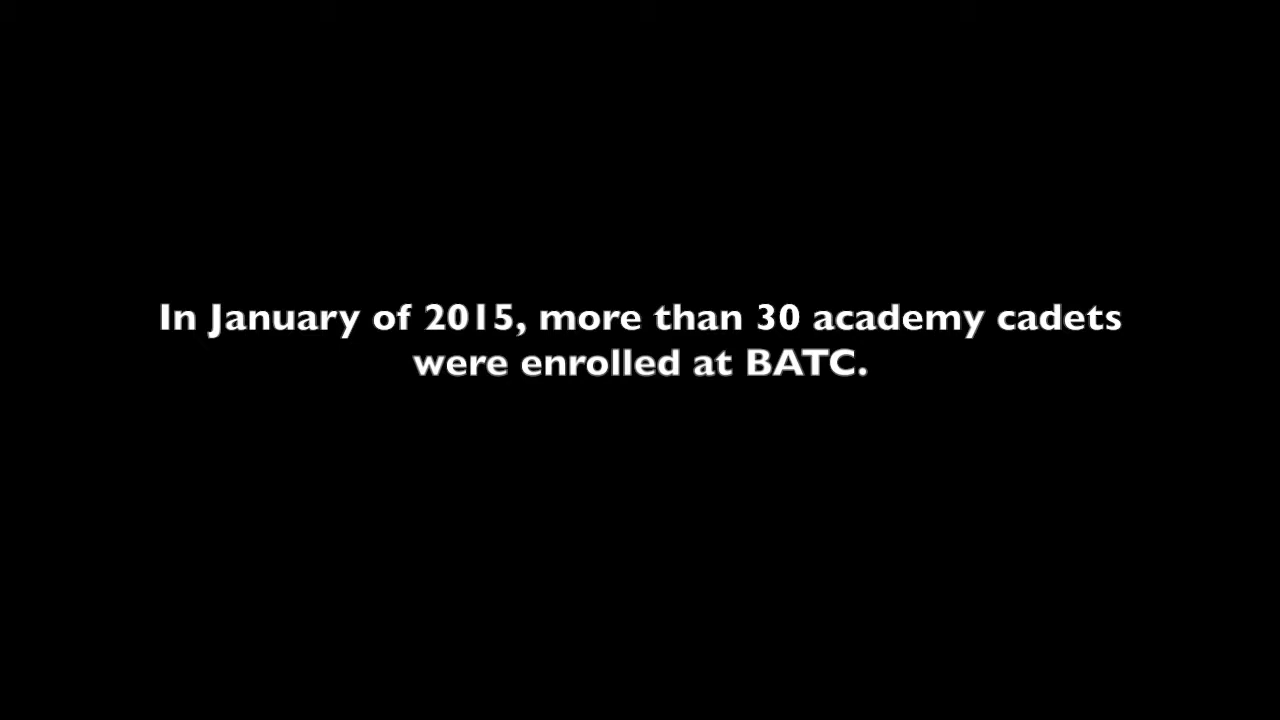 In January of 2015, more than 30 academy cadets
were enrolled at BATC.